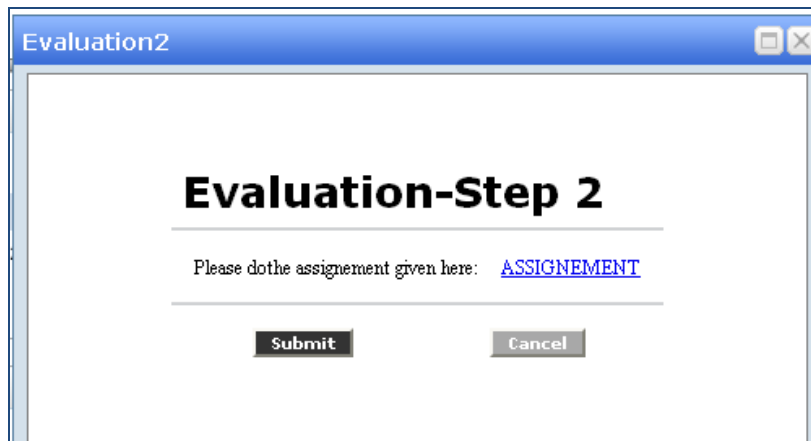 Evaluation2
Evaluation-Step 2
Please dothe assignement given here: ASSIGNEMENT
Submit Cancel